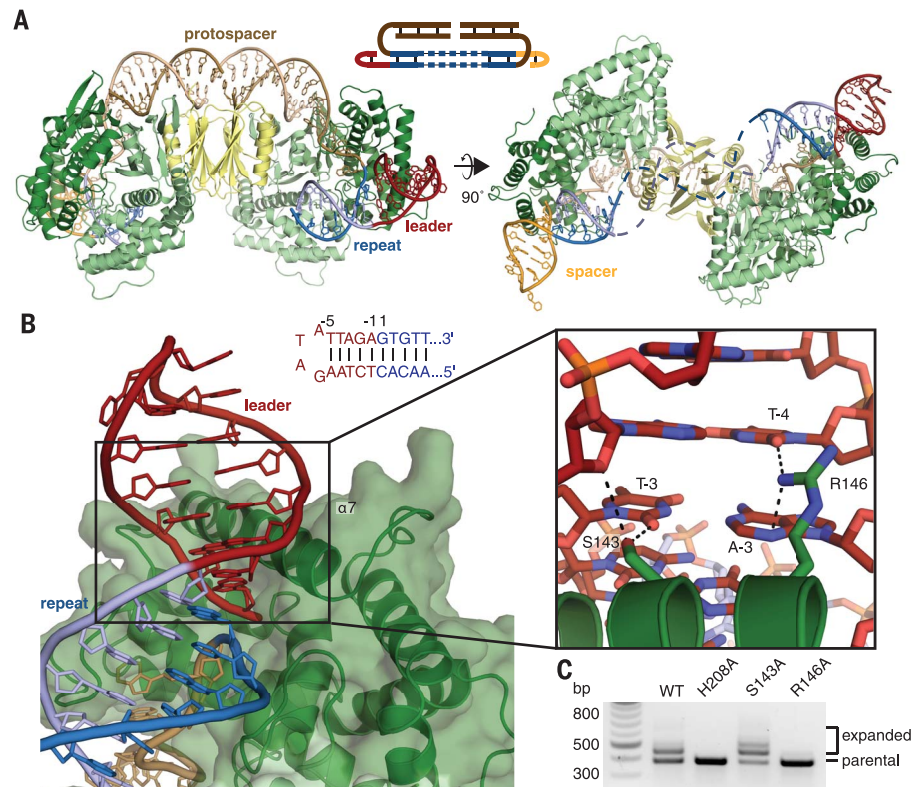 A
protospacer
90°
leader
repeat
spacer
B
-5 -11
T ATTAGAGTGTT...3'
A GAATCTCACAA...5'
leader
α7
repeat
T-4
R146
T-3
S143
A-3
C
bp WT H208A S143A R146A
800
expanded
500
parental
300